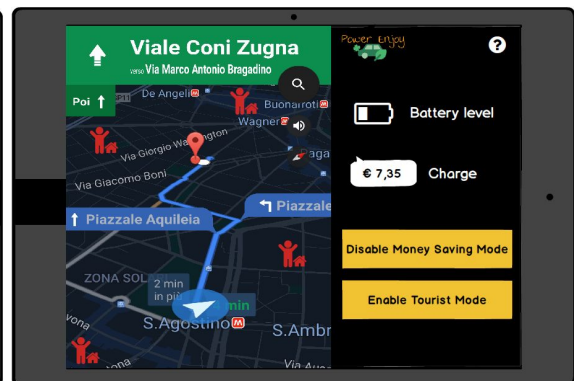 Viale Coni Zugna
verso Via Marco Antonio Bragadino
Poi
De Angeli M
Buonarroti M
Wagner M
Via Giorgio Washington
Paga
Via Giacomo Boni
Piazzale Aquileia
Piazzale
ZONA SOL
2 min
in più
min
S.Agostino M
S.Ambr
Power Enjoy
?
Battery level
€ 7,35
Charge
Disable Money Saving Mode
Enable Tourist Mode